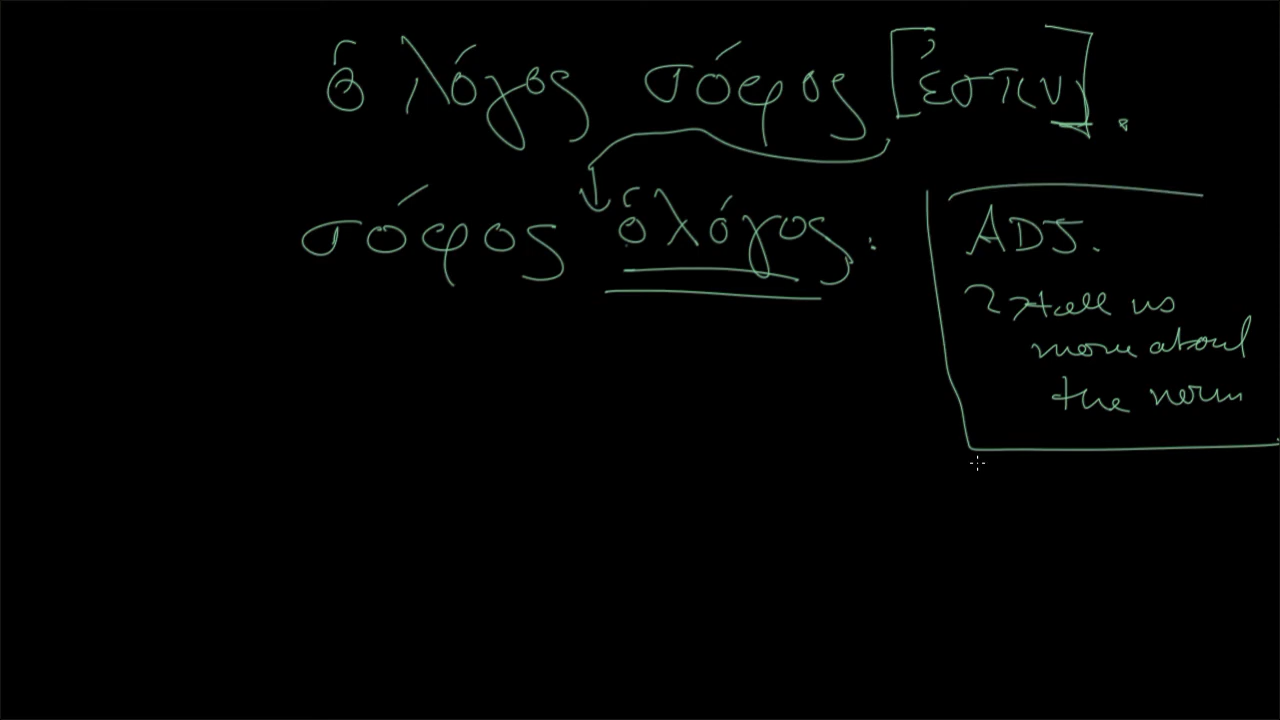 ὁ λόγος σόφος [ἐστιν].
σόφος ὁ λόγος.
ADJ.
tell us
more about
the noun